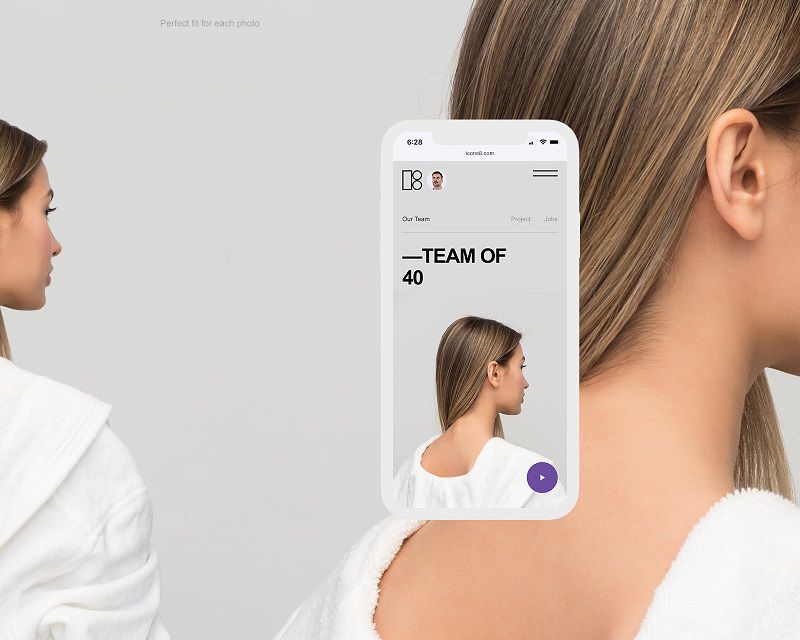 Perfect fit for each photo
6:28
icons8.com
Our Team
Project
Jobs
—TEAM OF
40